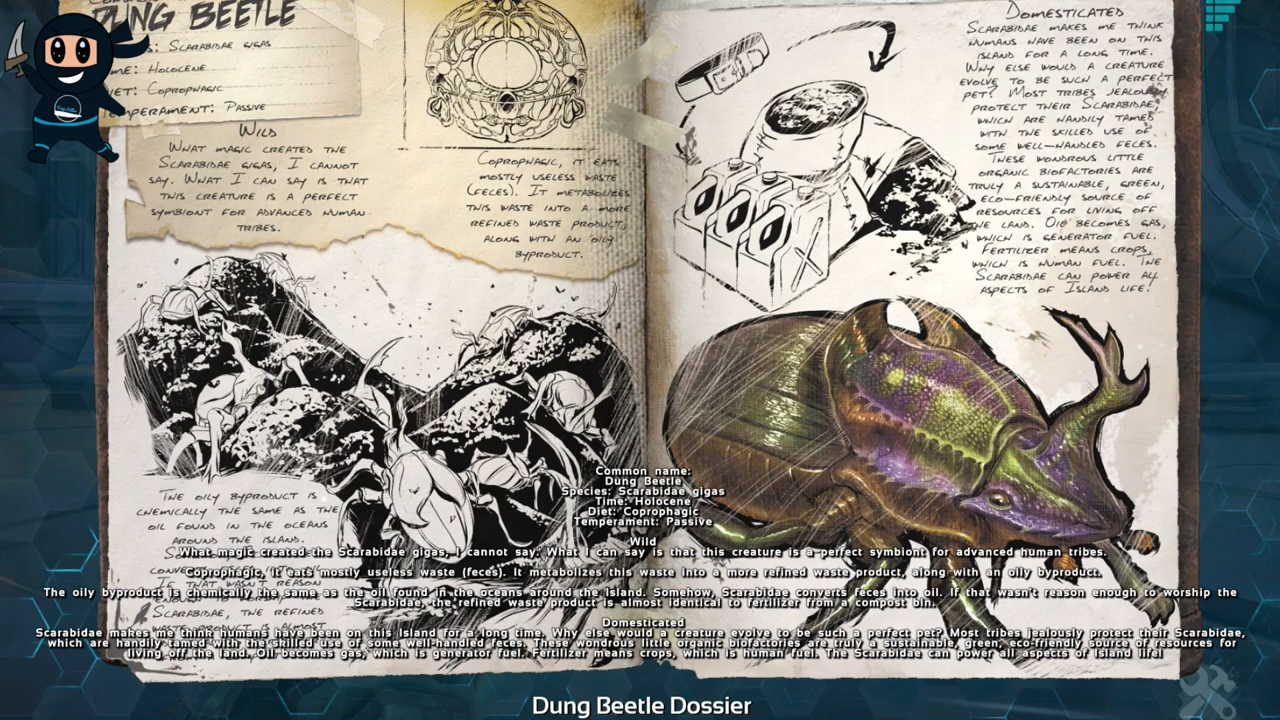 DUNG BEETLE
: SCARABIDAE GIGAS
ME: HOLOCENE
ET: COPROPHAGIC
TEMPERAMENT: PASSIVE
WILD
WHAT MAGIC CREATED THE
SCARABIDAE GIGAS, I CANNOT
SAY. WHAT I CAN SAY IS THAT
THIS CREATURE IS A PERFECT
SYMBIONT FOR ADVANCED HUMAN
TRIBES.
COPROPHAGIC, IT EATS
MOSTLY USELESS WASTE
(FECES). IT METABOLIZES
THIS WASTE INTO A MORE
REFINED WASTE PRODUCT,
ALONG WITH AN OILY
BYPRODUCT.
THE OILY BYPRODUCT IS
CHEMICALLY THE SAME AS THE
OIL FOUND IN THE OCEANS
AROUND THE ISLAND.
IF THAT WASN'T REASON
SCARABIDAE, THE REFINED
WASTE PRODUCT IS ALMOST
DOMESTICATED
SCARABIDAE MAKES ME THINK
HUMANS HAVE BEEN ON THIS
ISLAND FOR A LONG TIME.
WHY ELSE WOULD A CREATURE
EVOLVE TO BE SUCH A PERFECT
PET? MOST TRIBES JEALOUSLY
PROTECT THEIR SCARABIDAE,
WHICH ARE HANDILY TAMED
WITH THE SKILLED USE OF
SOME WELL-HANDLED FECES.
THESE WONDROUS LITTLE
ORGANIC BIOFACTORIES ARE
TRULY A SUSTAINABLE, GREEN,
ECO-FRIENDLY SOURCE OF
RESOURCES FOR LIVING OFF
HE LAND. OIL BECOMES GAS,
WHICH IS GENERATOR FUEL.
FERTILIZER MEANS CROPS,
WHICH IS HUMAN FUEL. THE
SCARABIDAE CAN POWER ALL
ASPECTS OF ISLAND LIFE!
Common name:
Dung Beetle
Species: Scarabidae gigas
Time: Holocene
Diet: Coprophagic
Temperament: Passive
Wild
What magic created the Scarabidae gigas, I cannot say. What I can say is that this creature is a perfect symbiont for advanced human tribes.
Coprophagic, it eats mostly useless waste (feces). It metabolizes this waste into a more refined waste product, along with an oily byproduct.
The oily byproduct is chemically the same as the oil found in the oceans around the Island. Somehow, Scarabidae converts feces into oil. If that wasn't reason enough to worship the
Scarabidae, the refined waste product is almost identical to fertilizer from a compost bin.
Domesticated
Scarabidae makes me think humans have been on this Island for a long time. Why else would a creature evolve to be such a perfect pet? Most tribes jealously protect their Scarabidae,
which are handily tamed with the skilled use of some well-handled feces. These wondrous little organic biofactories are truly a sustainable, green, eco-friendly source of resources for
living off the land. Oil becomes gas, which is generator fuel. Fertilizer means crops, which is human fuel. The Scarabidae can power all aspects of Island life!
Dung Beetle Dossier